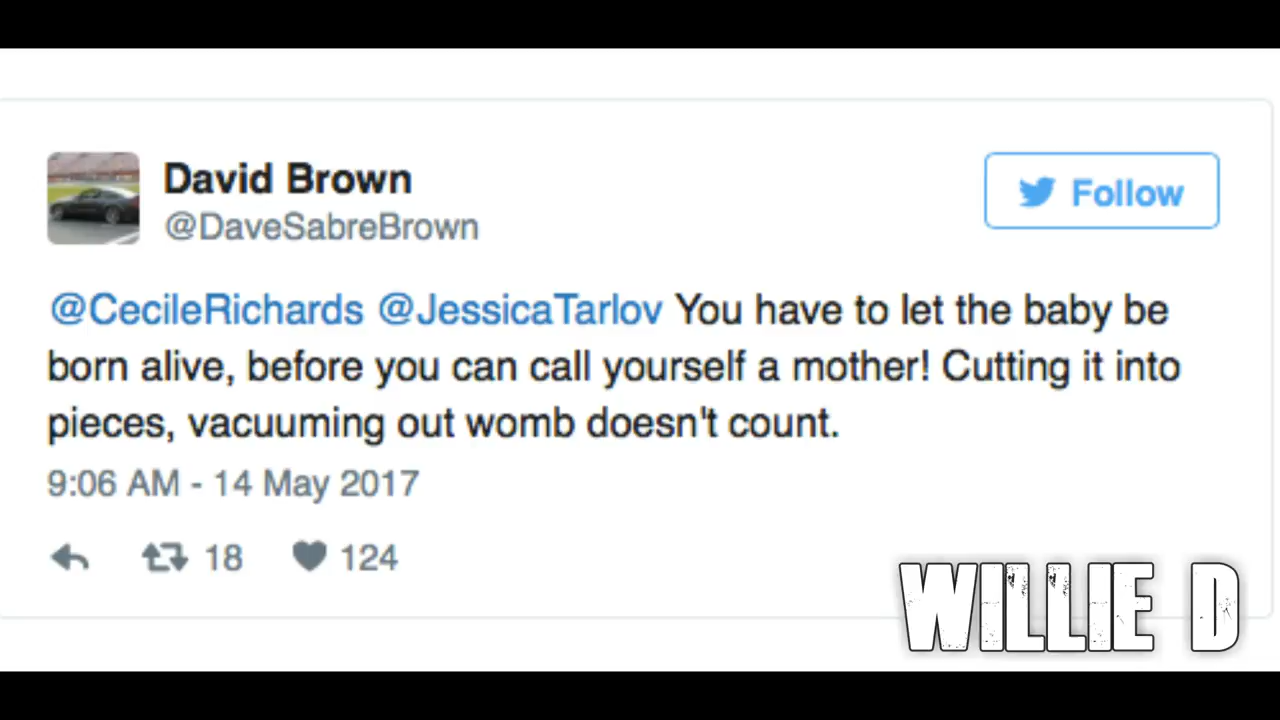 David Brown
@DaveSabreBrown
Follow
@CecileRichards @JessicaTarlov You have to let the baby be
born alive, before you can call yourself a mother! Cutting it into
pieces, vacuuming out womb doesn't count.
9:06 AM - 14 May 2017
18 124
WILLIE D